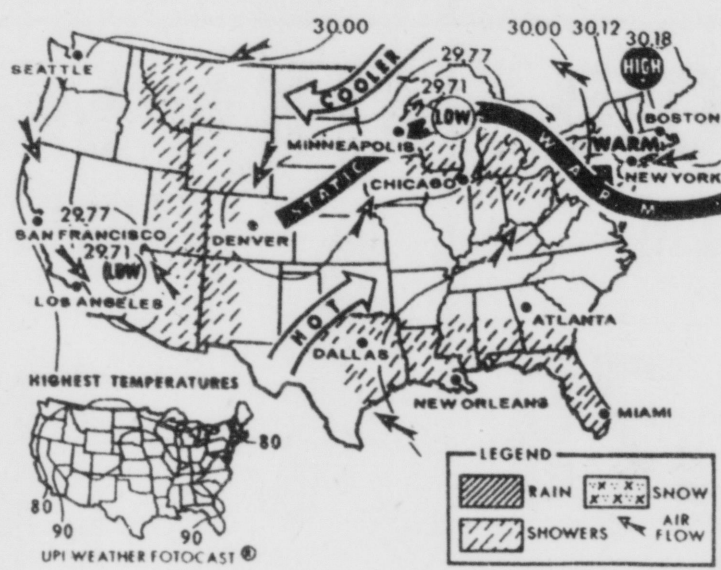 30.00
29.77
29.71
30.00
30.12
30.18
HIGH
SEATTLE
COOLER
LOW
BOSTON
MINNEAPOLIS
WARM
NEW YORK
STATIC
CHICAGO
WARM
29.77
SAN FRANCISCO
29.71
LOW
DENVER
LOS ANGELES
HOT
DALLAS
ATLANTA
NEW ORLEANS
MIAMI
HIGHEST TEMPERATURES
80
80
90
90
UPI WEATHER FOTOCAST ®
LEGEND
RAIN
SNOW
SHOWERS
AIR
FLOW